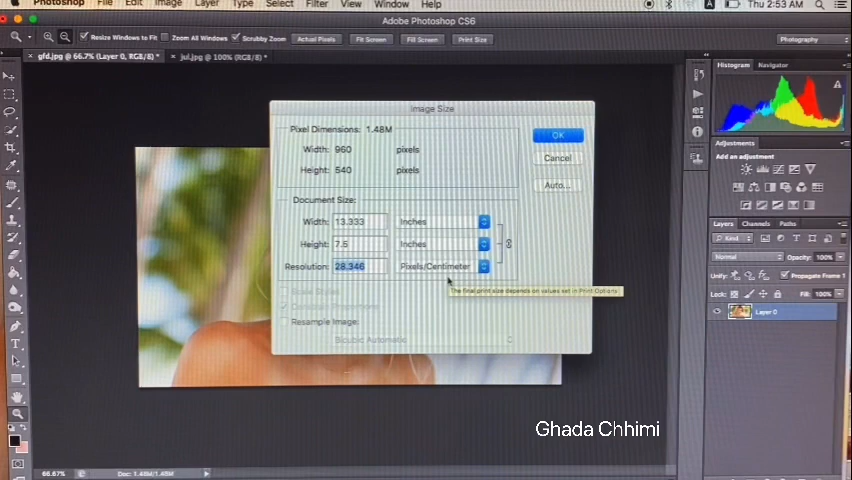 Photoshop File Edit Image Layer Type Select Filter View Window Help Thu 2:53 AM
Adobe Photoshop CS6
Resize Windows to Fit Zoom All Windows Scrubby Zoom Actual Pixels Fit Screen Fill Screen Print Size Photography
gfd.jpg @ 66.7% (Layer 0, RGB/8) * jul.jpg @ 100% (RGB/8) *
Histogram Navigator
Image Size
Pixel Dimensions: 1.48M
Width: 960 pixels
Height: 540 pixels
OK
Cancel
Auto...
Document Size:
Width: 13.333 Inches
Height: 7.5 Inches
Resolution: 28.346 Pixels/Centimeter
The final print size depends on values set in Print Options
Resample Image:
Bicubic Automatic
Adjustments
Add an adjustment
Layers Channels Paths
Kind
Normal Opacity: 100%
Unify: Propagate Frame 1
Lock: Fill: 100%
Layer 0
Ghada Chhimi
66.67% Doc: 1.48M/1.48M